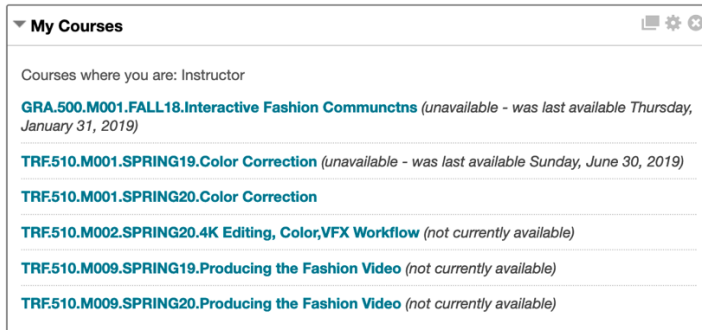 My Courses
Courses where you are: Instructor
GRA.500.M001.FALL18.Interactive Fashion Communctns (unavailable - was last available Thursday,
January 31, 2019)
TRF.510.M001.SPRING19.Color Correction (unavailable - was last available Sunday, June 30, 2019)
TRF.510.M001.SPRING20.Color Correction
TRF.510.M002.SPRING20.4K Editing, Color,VFX Workflow (not currently available)
TRF.510.M009.SPRING19.Producing the Fashion Video (not currently available)
TRF.510.M009.SPRING20.Producing the Fashion Video (not currently available)